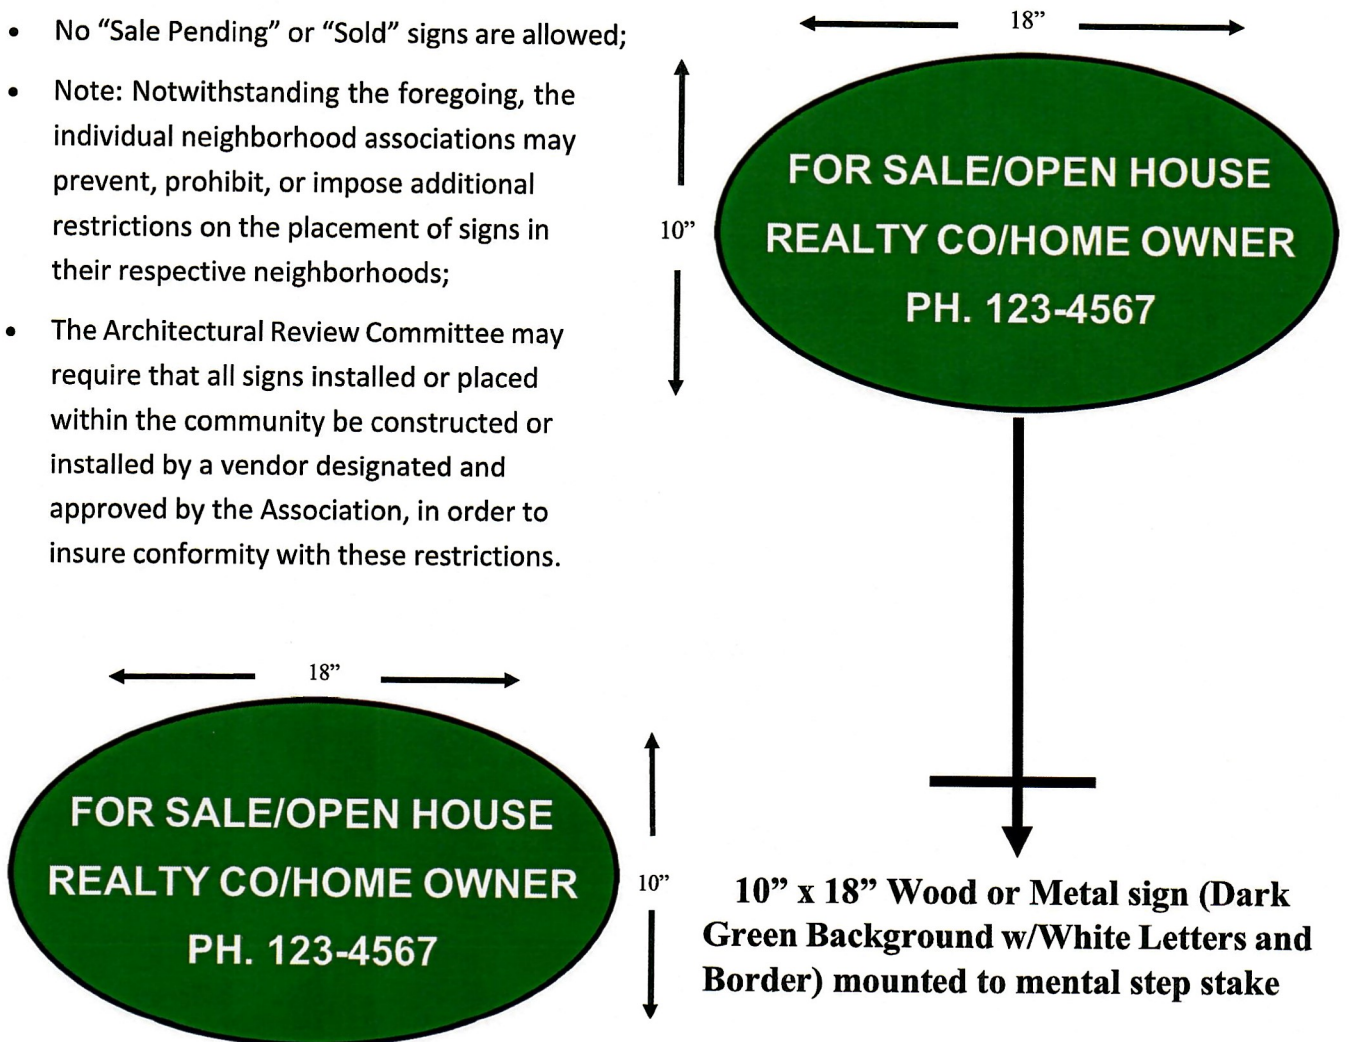 • No “Sale Pending” or “Sold” signs are allowed;
• Note: Notwithstanding the foregoing, the
individual neighborhood associations may
prevent, prohibit, or impose additional
restrictions on the placement of signs in
their respective neighborhoods;
• The Architectural Review Committee may
require that all signs installed or placed
within the community be constructed or
installed by a vendor designated and
approved by the Association, in order to
insure conformity with these restrictions.
18”
10”
FOR SALE/OPEN HOUSE
REALTY CO/HOME OWNER
PH. 123-4567
18”
FOR SALE/OPEN HOUSE
REALTY CO/HOME OWNER
PH. 123-4567
10”
10” x 18” Wood or Metal sign (Dark
Green Background w/White Letters and
Border) mounted to mental step stake